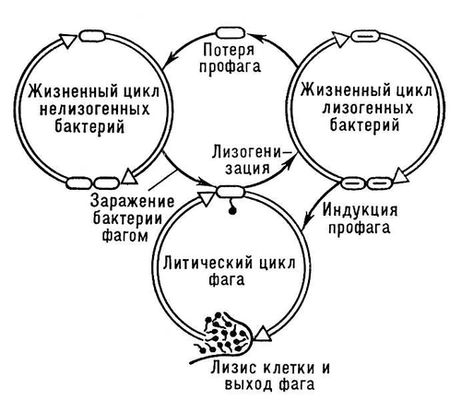 Потеря
профага
Жизненный цикл
нелизогенных
бактерий
Жизненный цикл
лизогенных
бактерий
Лизогени-
зация
Заражение
бактерии
фагом
Индукция
профага
Литический цикл
фага
Лизис клетки и
выход фага